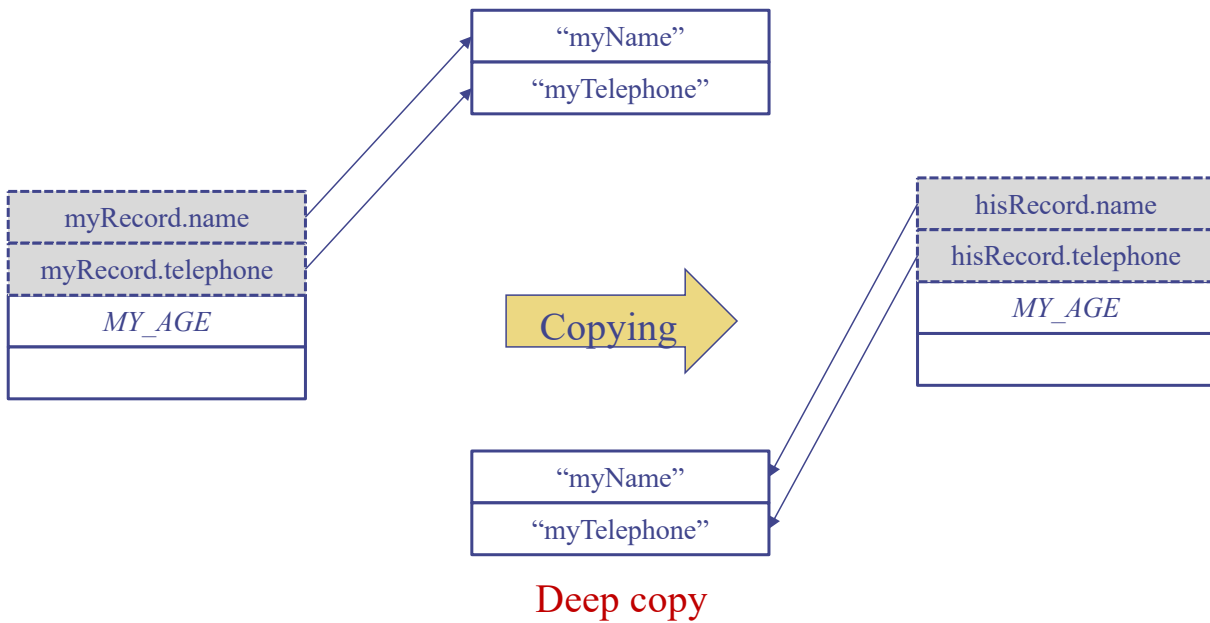 “myName”
“myTelephone”
myRecord.name
myRecord.telephone
MY_AGE
Copying
hisRecord.name
hisRecord.telephone
MY_AGE
“myName”
“myTelephone”
Deep copy